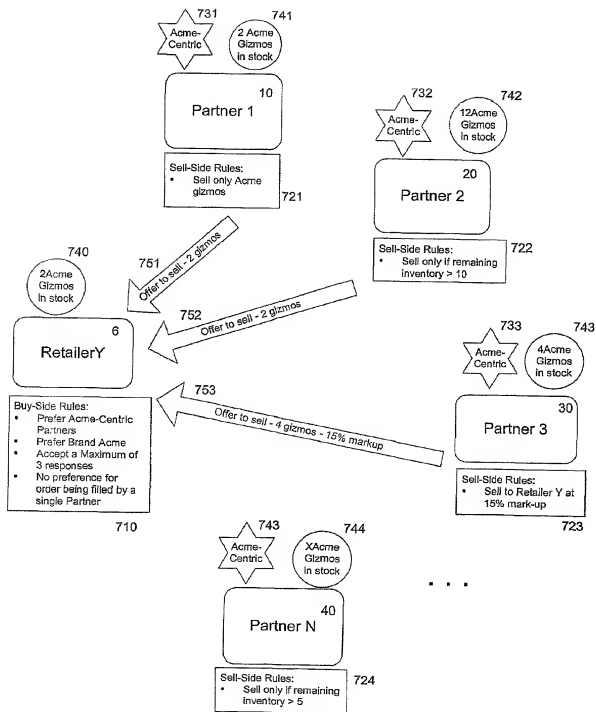 731
741
Acme-
Centric
2 Acme
Gizmos
in stock
10
Partner 1
Sell-Side Rules:
• Sell only Acme
gizmos
721
732
742
Acme-
Centric
12Acme
Gizmos
in stock
20
Partner 2
Sell-Side Rules:
• Sell only if remaining
inventory > 10
722
740
2Acme
Gizmos
in stock
6
RetailerY
751
Offer to sell - 2 gizmos
752
Offer to sell - 2 gizmos
753
Offer to sell - 4 gizmos - 15% markup
Buy-Side Rules:
• Prefer Acme-Centric
Partners
• Prefer Brand Acme
• Accept a Maximum of
3 responses
• No preference for
order being filled by a
single Partner
710
733
743
Acme-
Centric
4Acme
Gizmos
in stock
30
Partner 3
Sell-Side Rules:
• Sell to Retailer Y at
15% mark-up
723
743
744
Acme-
Centric
XAcme
Gizmos
in stock
. . .
40
Partner N
Sell-Side Rules:
• Sell only if remaining
inventory > 5
724